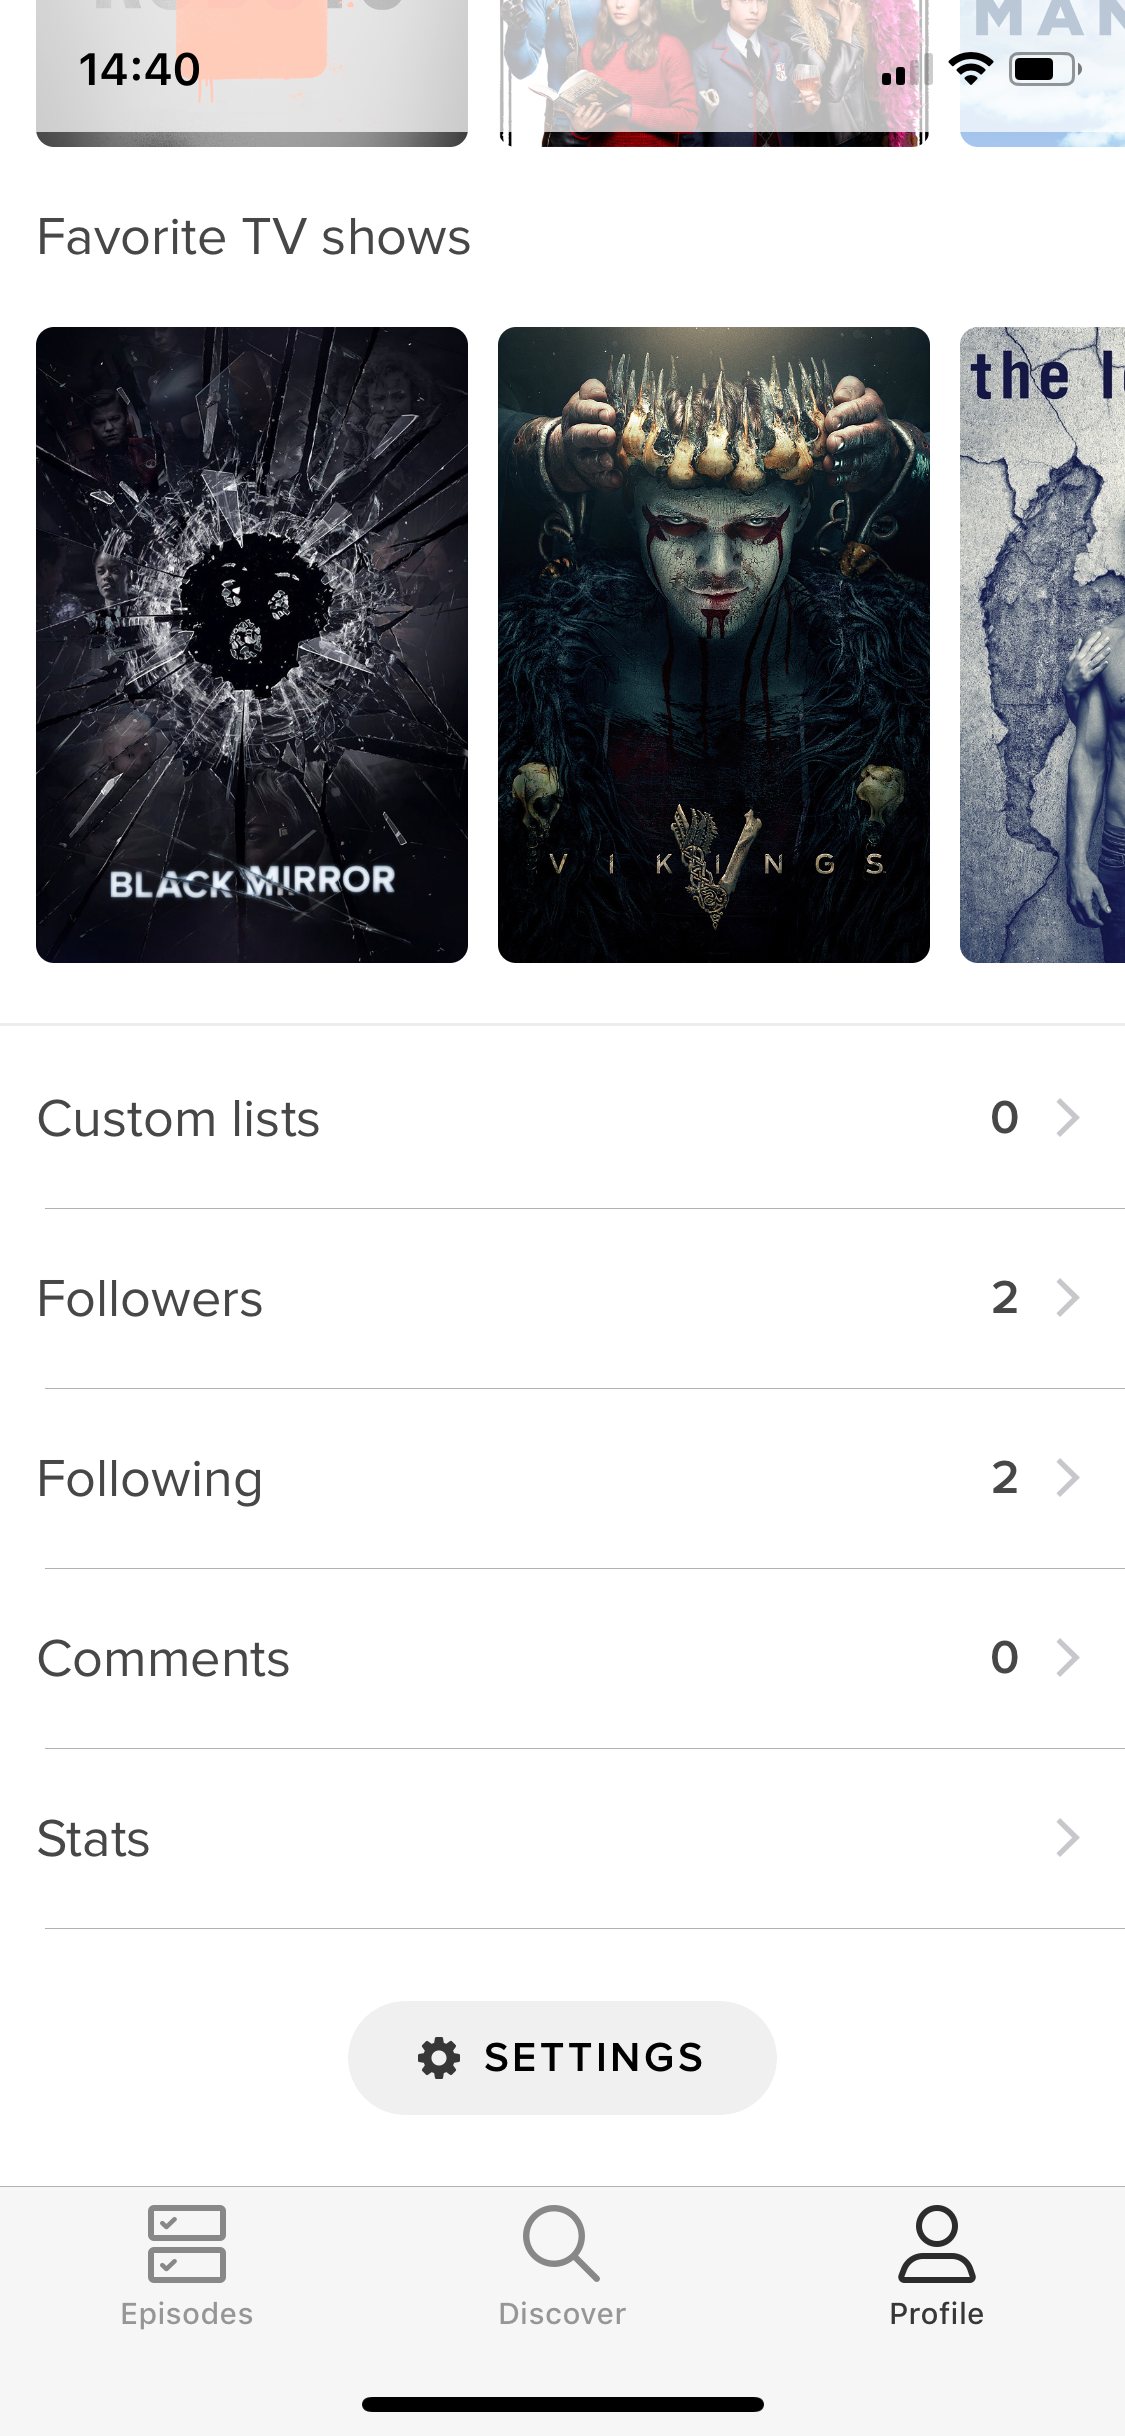 14:40
MAN
Favorite TV shows
BLACK MIRROR
VIKINGS
the l
Custom lists
0
Followers
2
Following
2
Comments
0
Stats
SETTINGS
Episodes
Discover
Profile